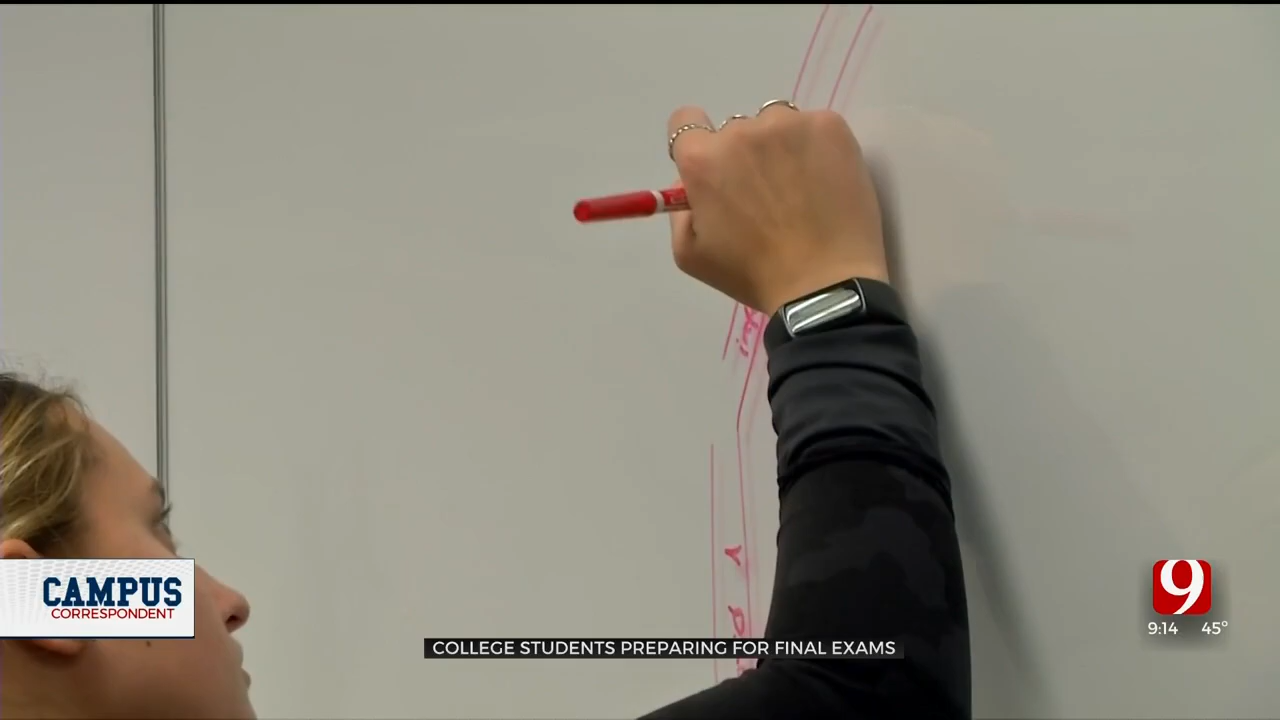 CAMPUS
CORRESPONDENT
COLLEGE STUDENTS PREPARING FOR FINAL EXAMS
9
9:14 45°